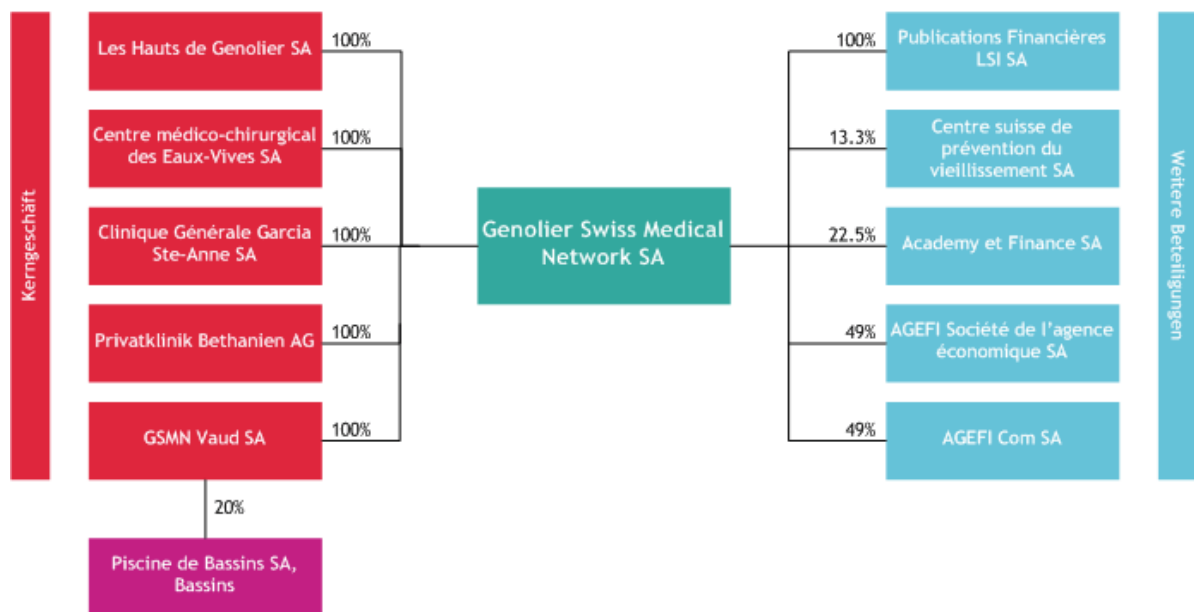 Kerngeschäft
Les Hauts de Genolier SA
100%
Centre médico-chirurgical
des Eaux-Vives SA
100%
Clinique Générale Garcia
Ste-Anne SA
100%
Privatklinik Bethanien AG
100%
GSMN Vaud SA
100%
20%
Piscine de Bassins SA,
Bassins
Genolier Swiss Medical
Network SA
100%
Publications Financières
LSI SA
13.3%
Centre suisse de
prévention du
vieillissement SA
22.5%
Academy et Finance SA
49%
AGEFI Société de l’agence
économique SA
49%
AGEFI Com SA
Weitere Beteiligungen